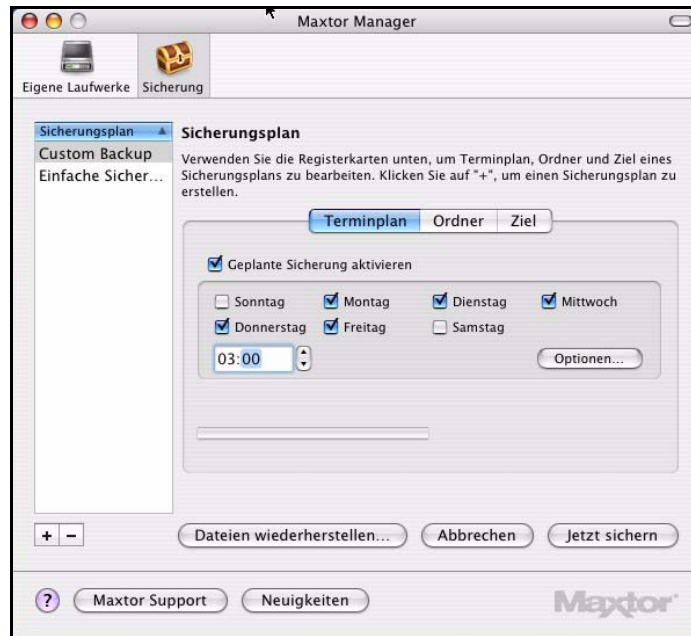 Maxtor Manager
Eigene Laufwerke Sicherung
Sicherungsplan
Custom Backup
Einfache Sicher...
Sicherungsplan
Verwenden Sie die Registerkarten unten, um Terminplan, Ordner und Ziel eines
Sicherungsplans zu bearbeiten. Klicken Sie auf "+", um einen Sicherungsplan zu
erstellen.
Terminplan Ordner Ziel
Geplante Sicherung aktivieren
Sonntag Montag Dienstag Mittwoch
Donnerstag Freitag Samstag
03:00 Optionen...
+ - Dateien wiederherstellen... Abbrechen Jetzt sichern
? Maxtor Support Neuigkeiten Maxtor